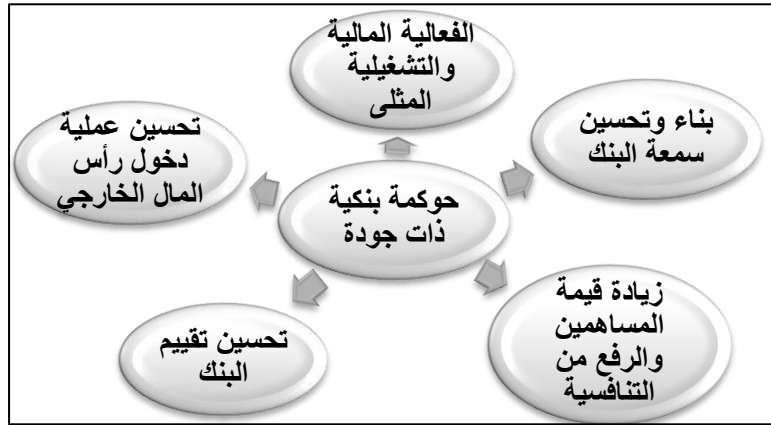 الفعالية المالية
والتشغيلية
المثلى
بناء وتحسين
سمعة البنك
تحسين عملية
دخول رأس
المال الخارجي
حوكمة بنكية
ذات جودة
زيادة قيمة
المساهمين
والرفع من
التنافسية
تحسين تقييم
البنك